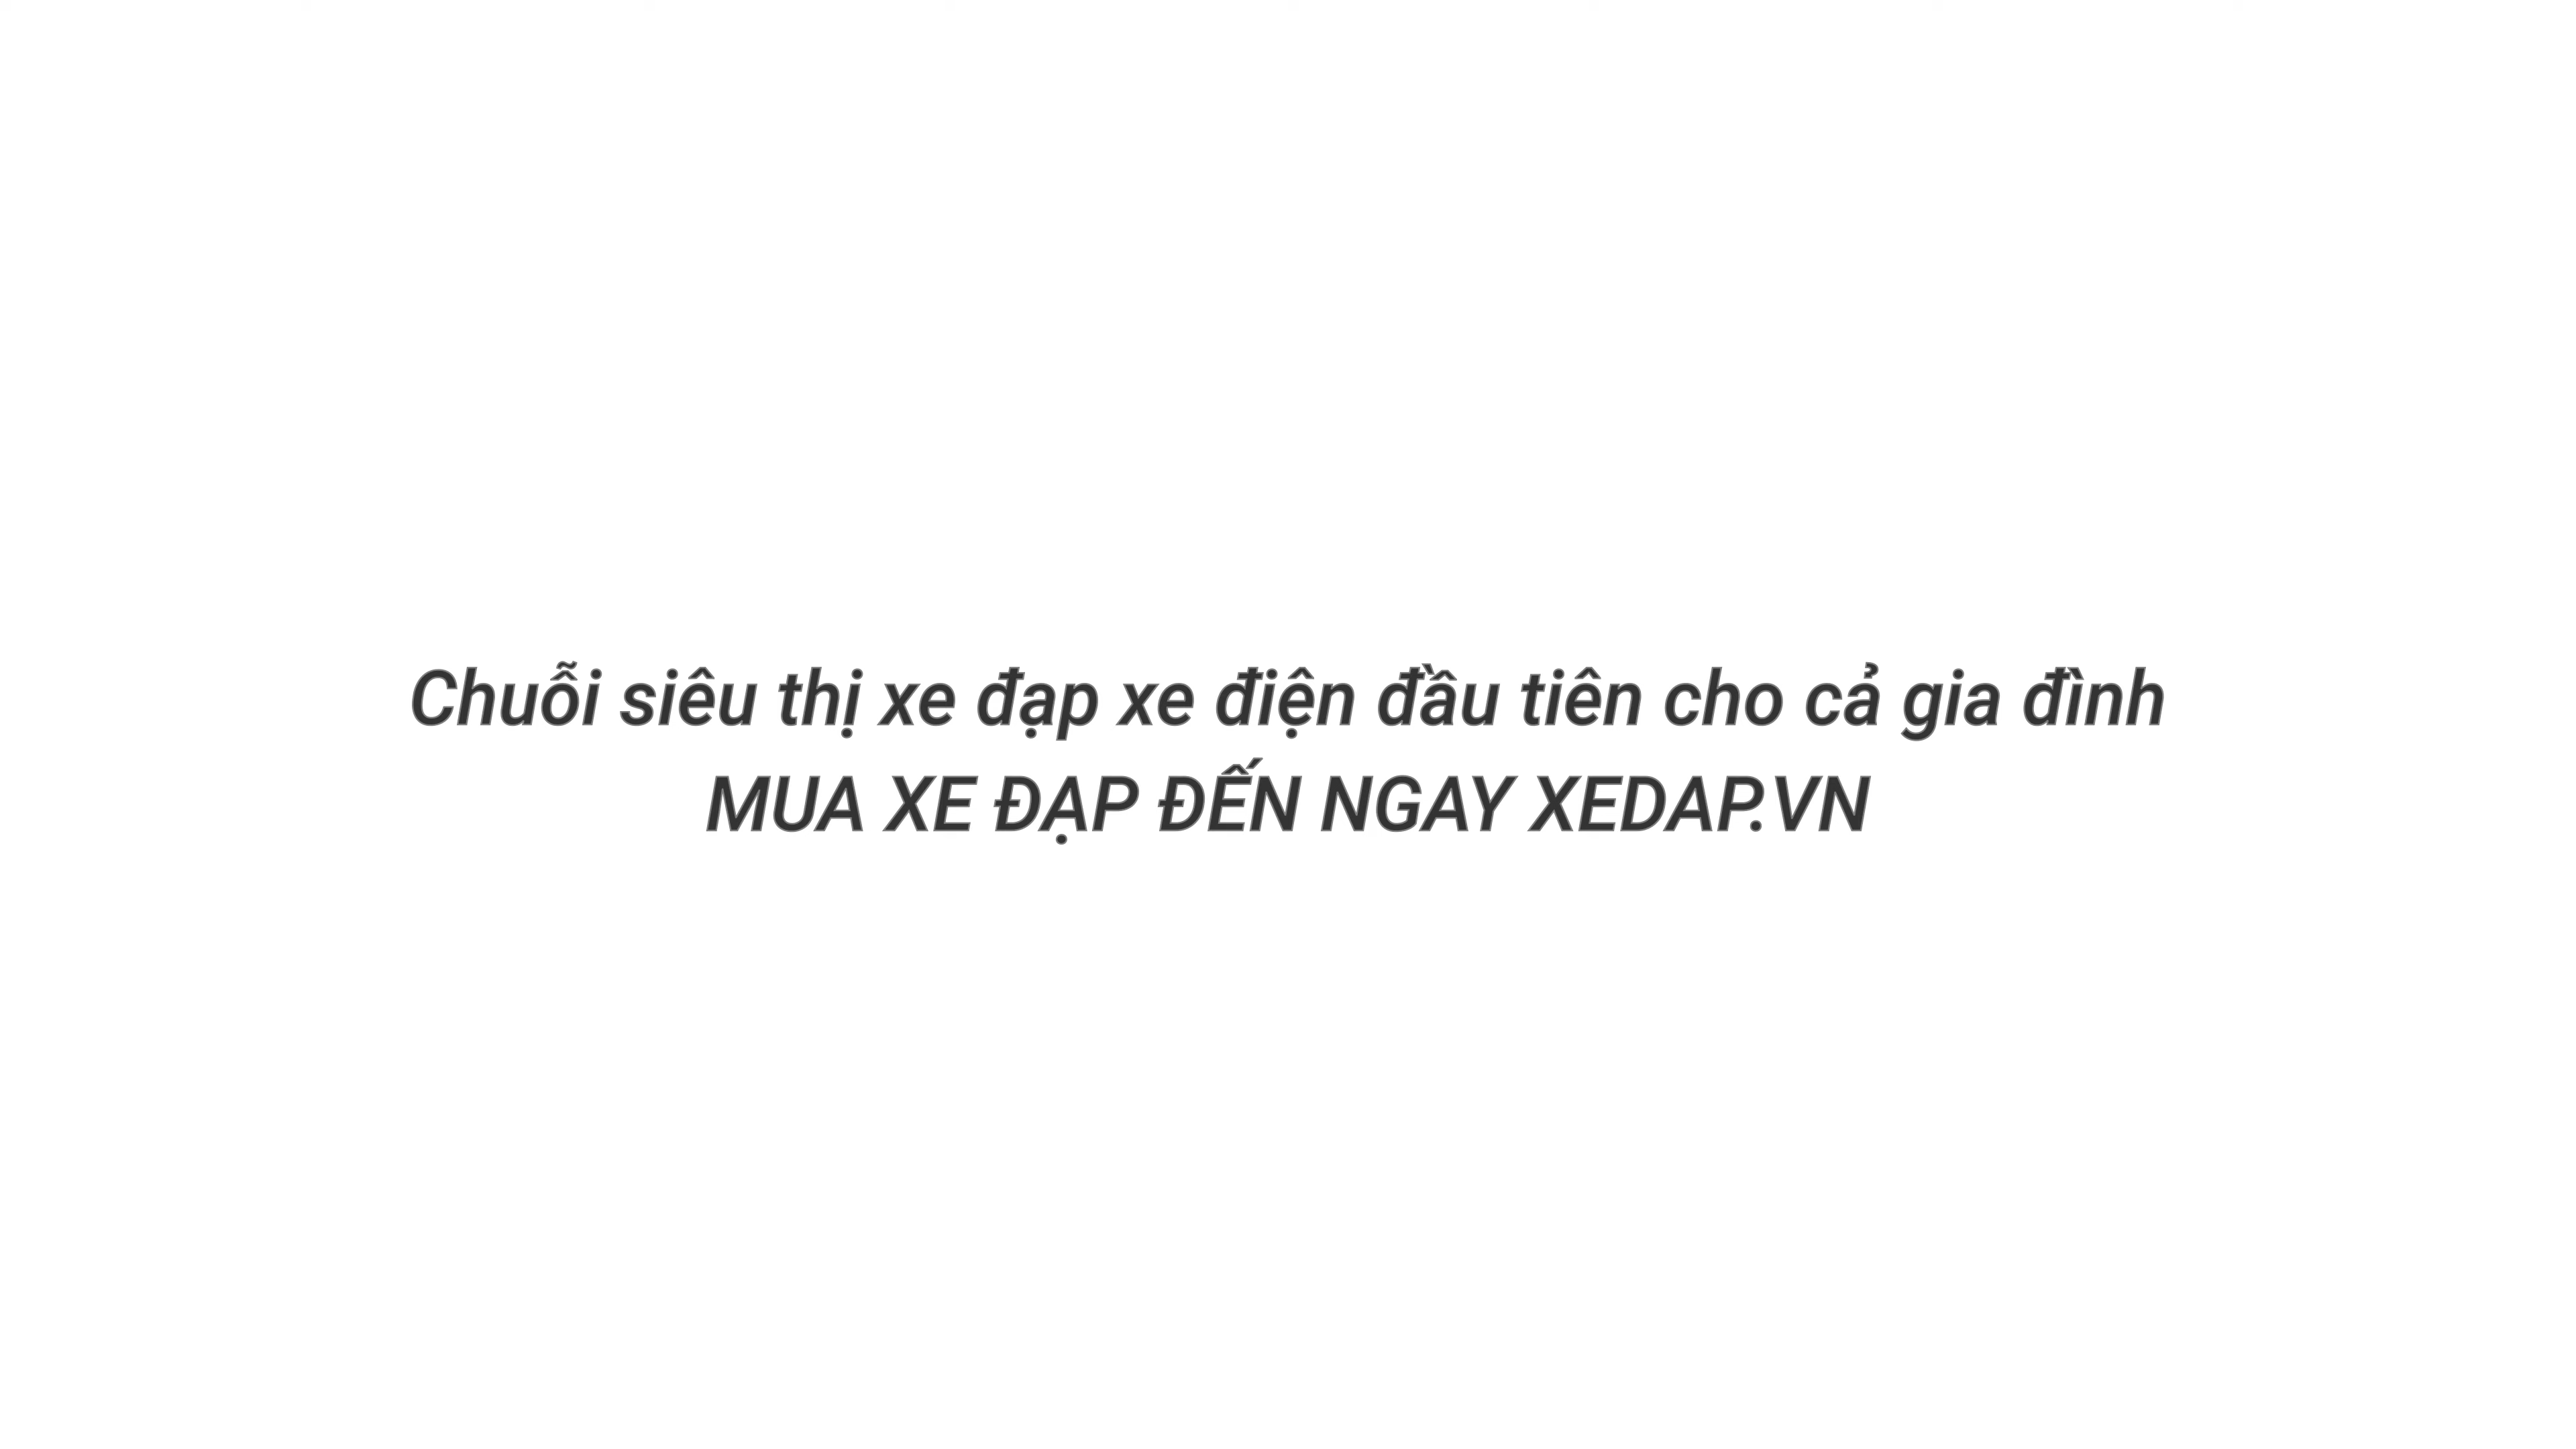 Chuỗi siêu thị xe đạp xe điện đầu tiên cho cả gia đình
MUA XE ĐẠP ĐẾN NGAY XEDAP.VN